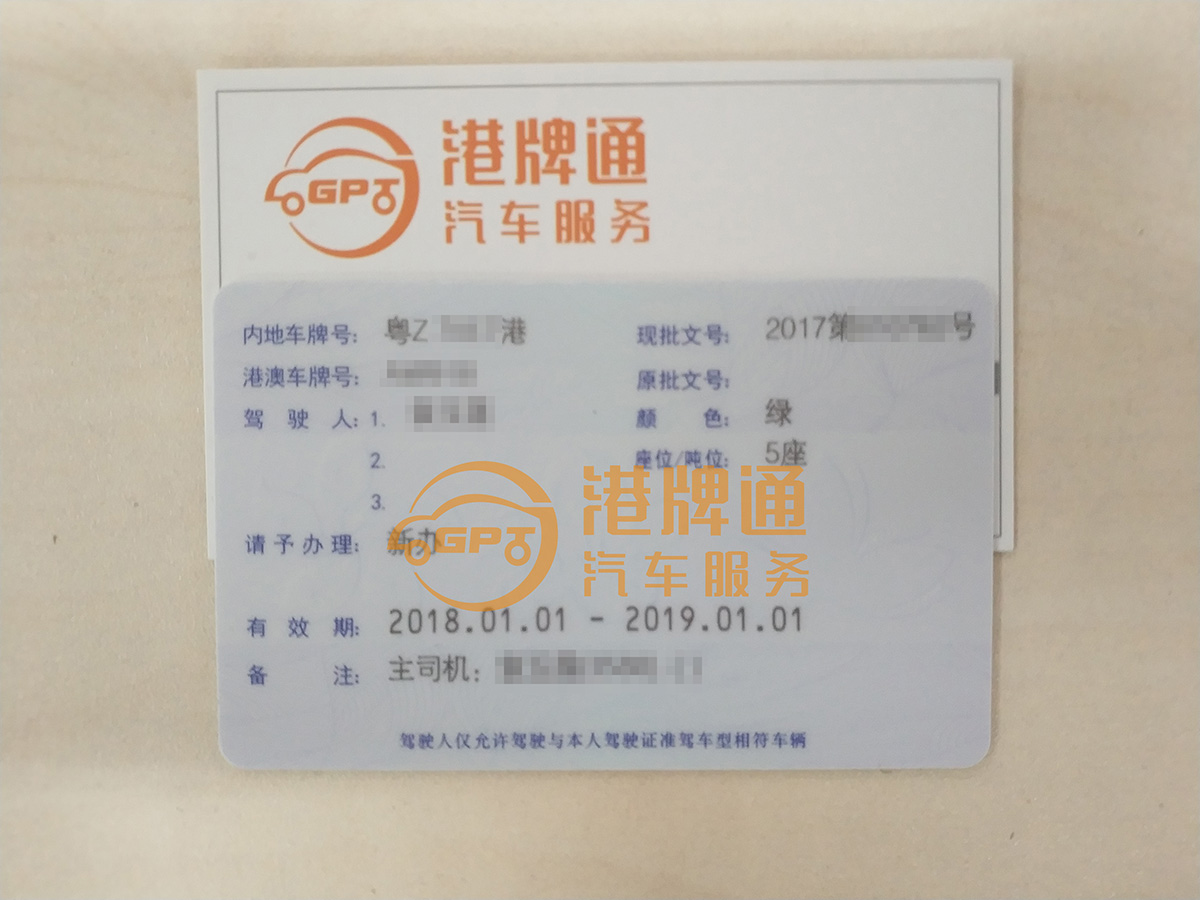 GPT
港牌通
汽车服务
内地车牌号: 粤Z 港
现批文号: 2017第 号
港澳车牌号:
原批文号:
驾驶人: 1.
颜色: 绿
2.
座位/吨位: 5座
3.
GPT
港牌通
汽车服务
请予办理: 新办
有效期: 2018.01.01 - 2019.01.01
备注: 主司机:
驾驶人仅允许驾驶与本人驾驶证准驾车型相符车辆